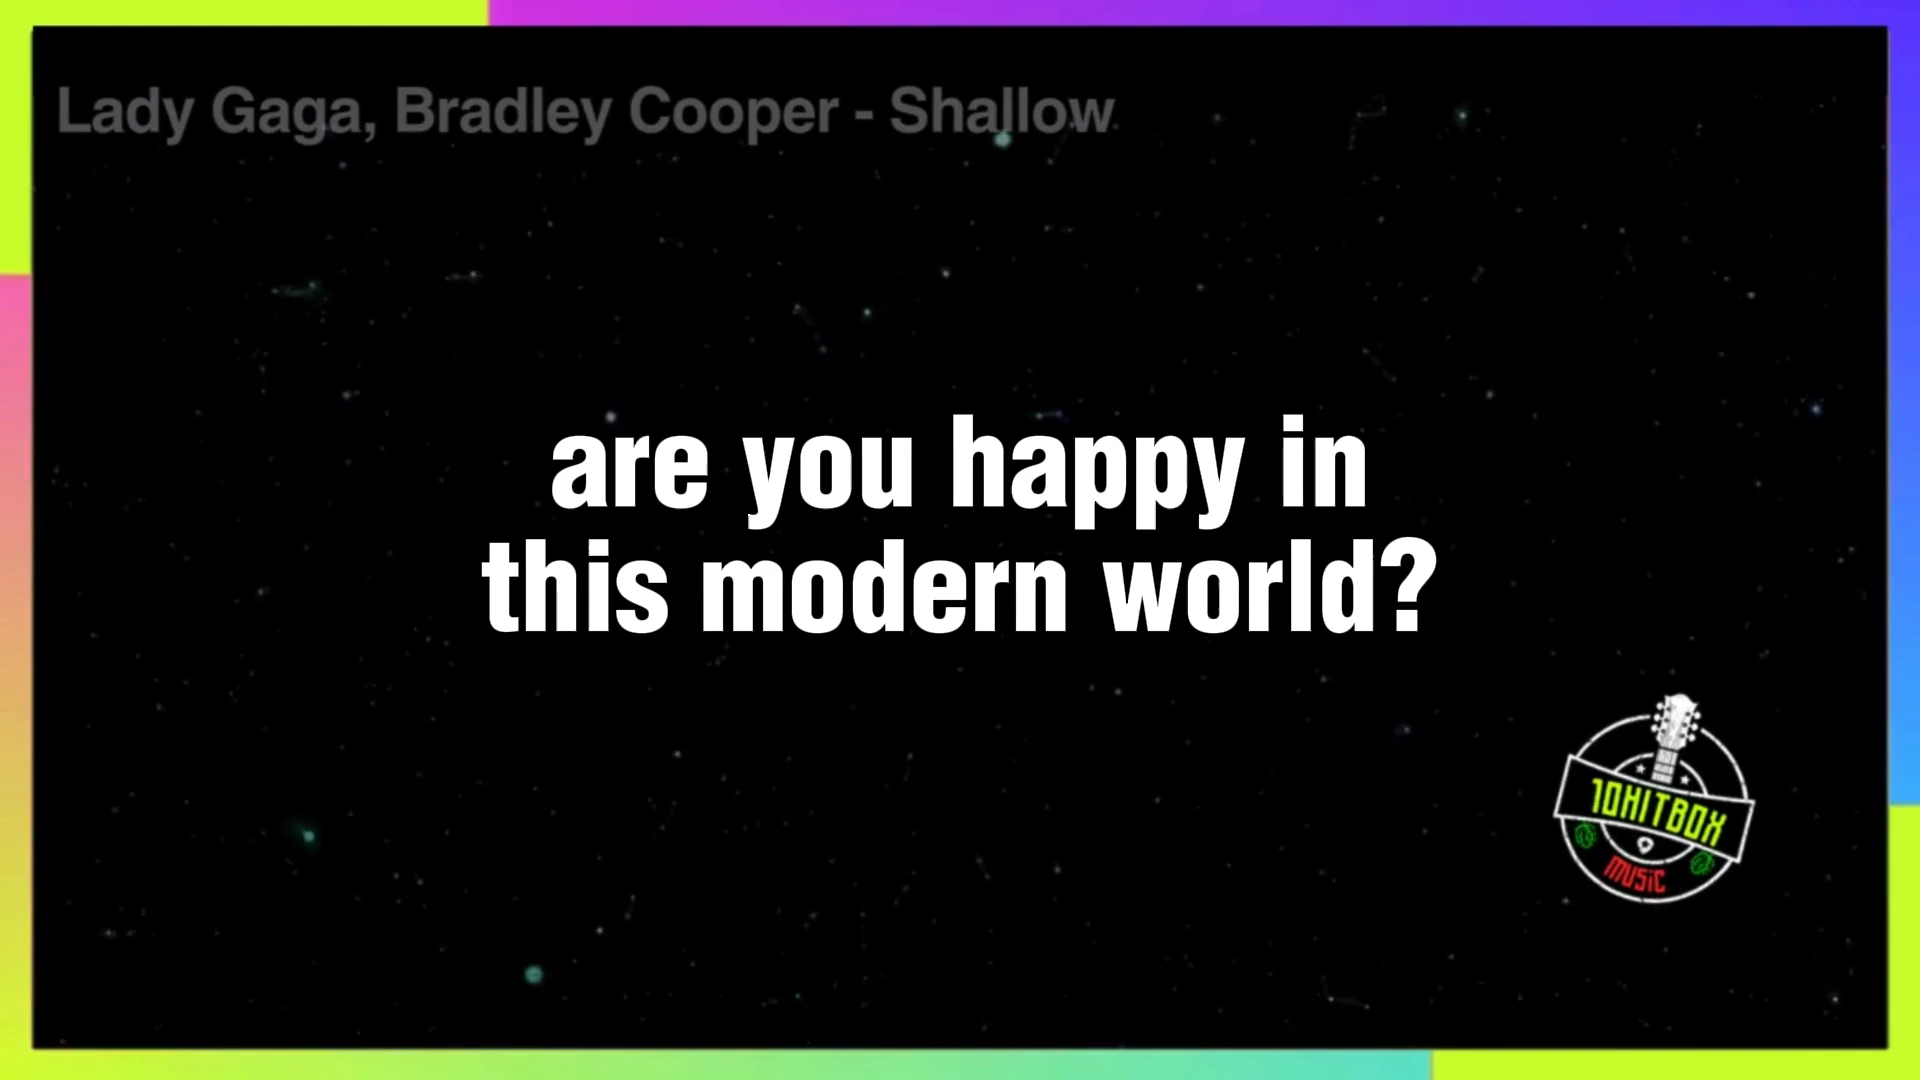 Lady Gaga, Bradley Cooper - Shallow
are you happy in
this modern world?
10HITBOX
MUSIC